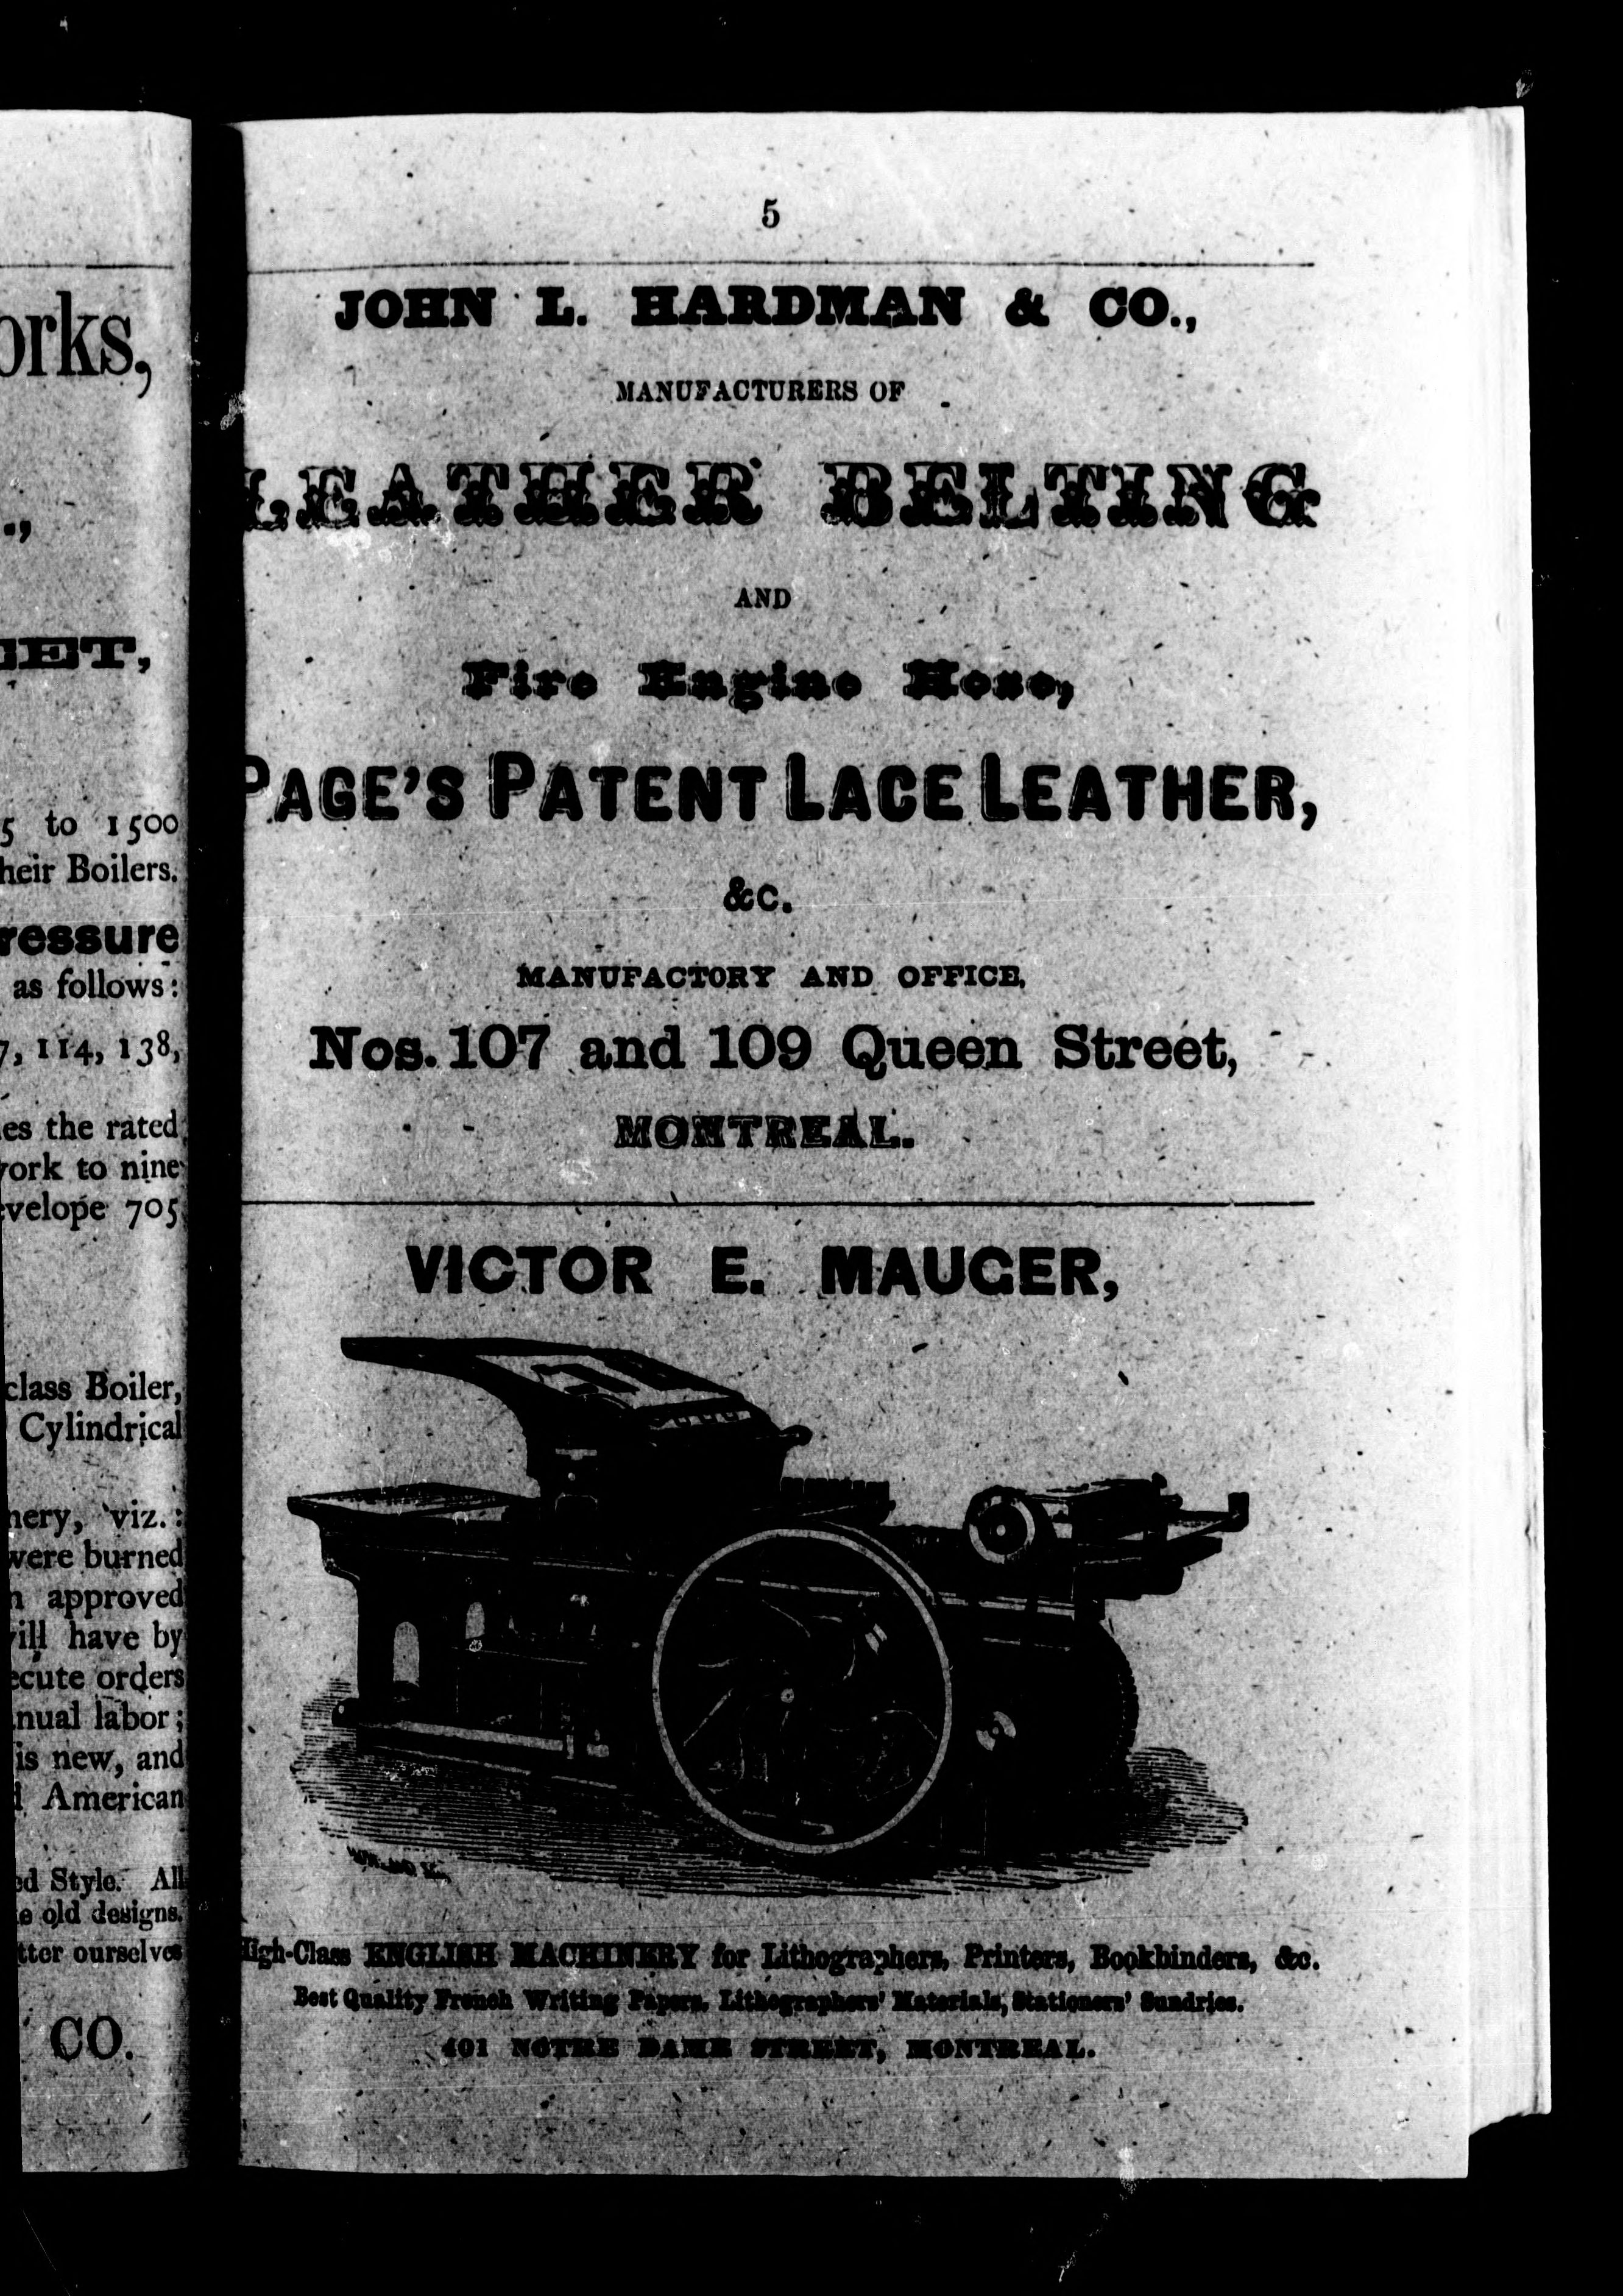 orks,
.,
EET,
5 to 1500
heir Boilers.
ressure
as follows:
7, 114, 138,
es the rated
ork to nine
velope 705
class Boiler,
Cylindrical
nery, viz.:
were burned
n approved
ill have by
ecute orders
nual labor;
is new, and
d American
ed Style. All
e old designs.
tter ourselves
CO.
5
JOHN L. HARDMAN & CO.,
MANUFACTURERS OF
LEATHER BELTING
AND
Fire Engine Hose,
PAGE'S PATENT LACE LEATHER,
&c.
MANUFACTORY AND OFFICE,
Nos. 107 and 109 Queen Street,
MONTREAL.
VICTOR E. MAUGER,
High-Class ENGLISH MACHINERY for Lithographers, Printers, Bookbinders, &c.
Best Quality French Writing Papers, Lithographers' Materials, Stationers' Sundries.
401 NOTRE DAME STREET, MONTREAL.